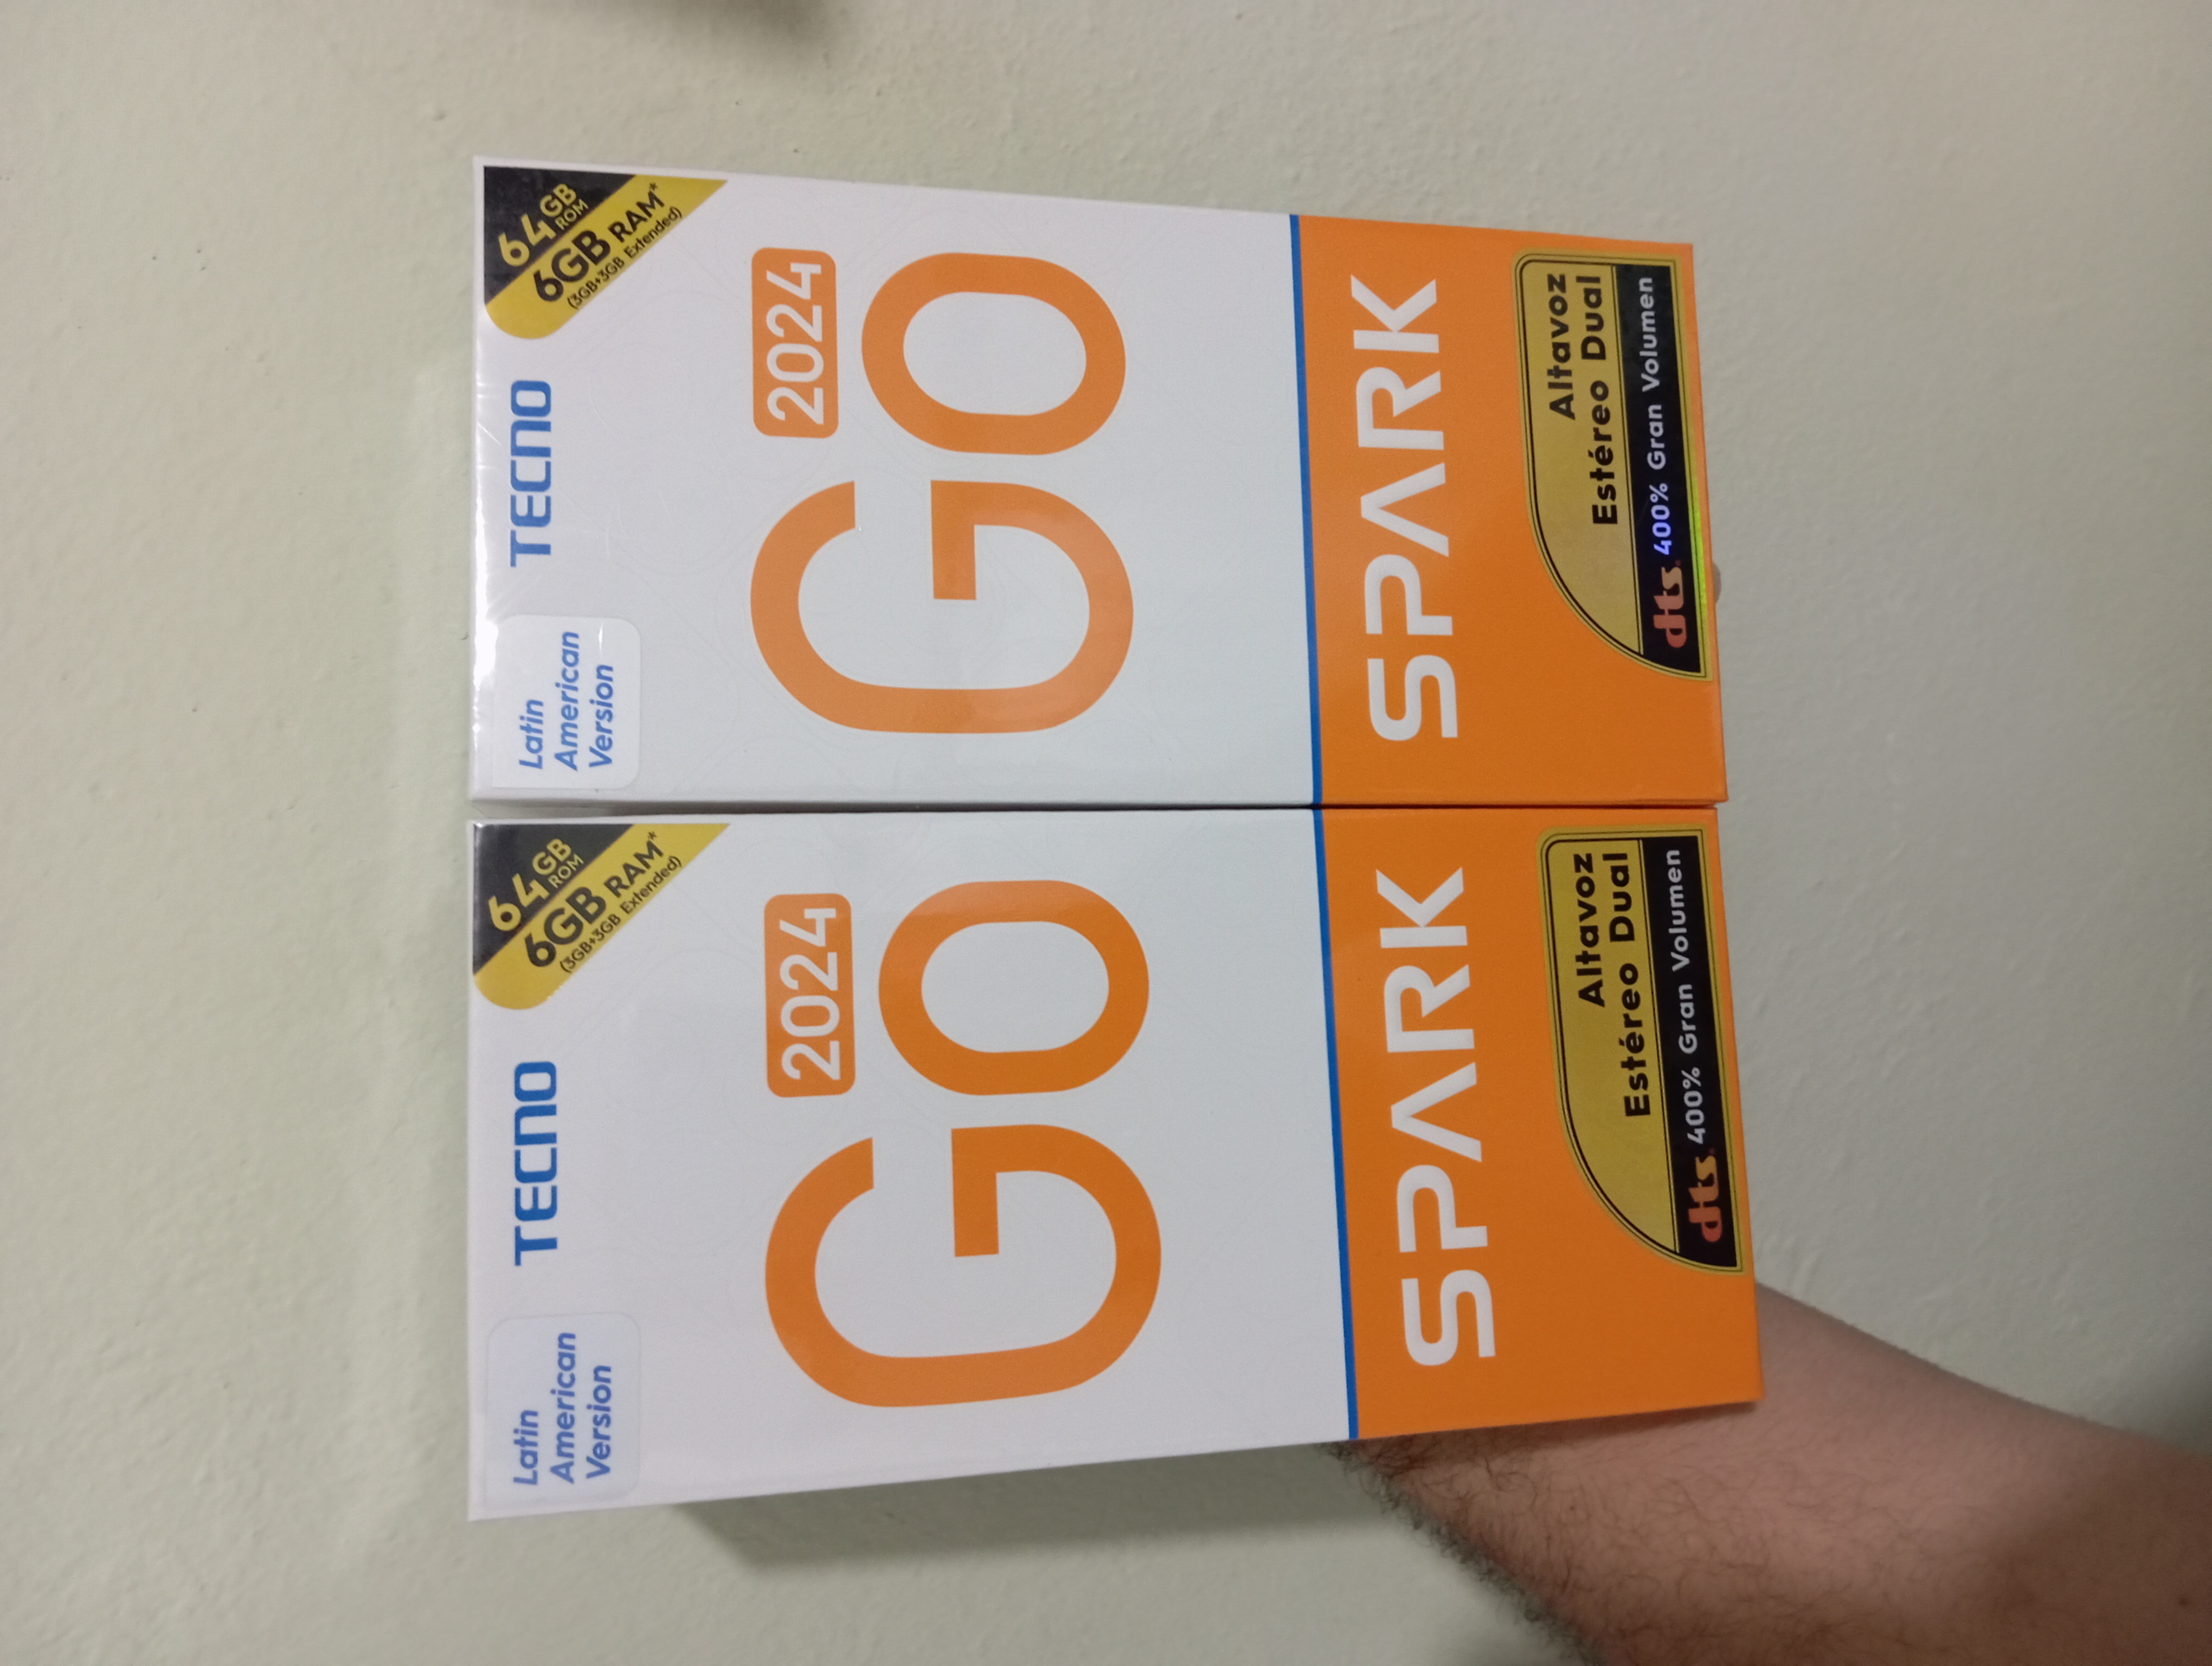 Latin
American
Version
TECNO
64GB
ROM
6GB RAM*
(3GB+3GB Extended)
2024
GO
SPARK
Altavoz
Estéreo Dual
dts 400% Gran Volumen
Latin
American
Version
TECNO
64GB
ROM
6GB RAM*
(3GB+3GB Extended)
2024
GO
SPARK
Altavoz
Estéreo Dual
dts 400% Gran Volumen